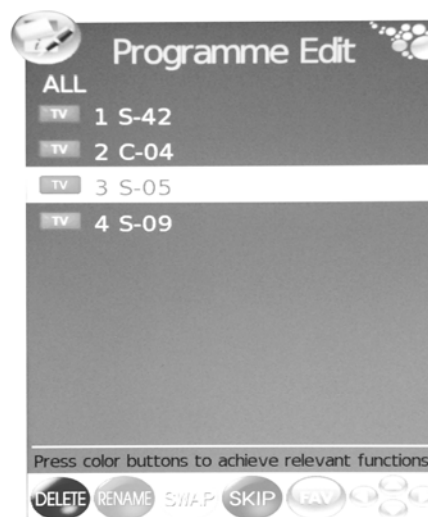 Programme Edit
ALL
TV 1 S-42
TV 2 C-04
TV 3 S-05
TV 4 S-09
Press color buttons to achieve relevant functions
DELETE RENAME SWAP SKIP FAV